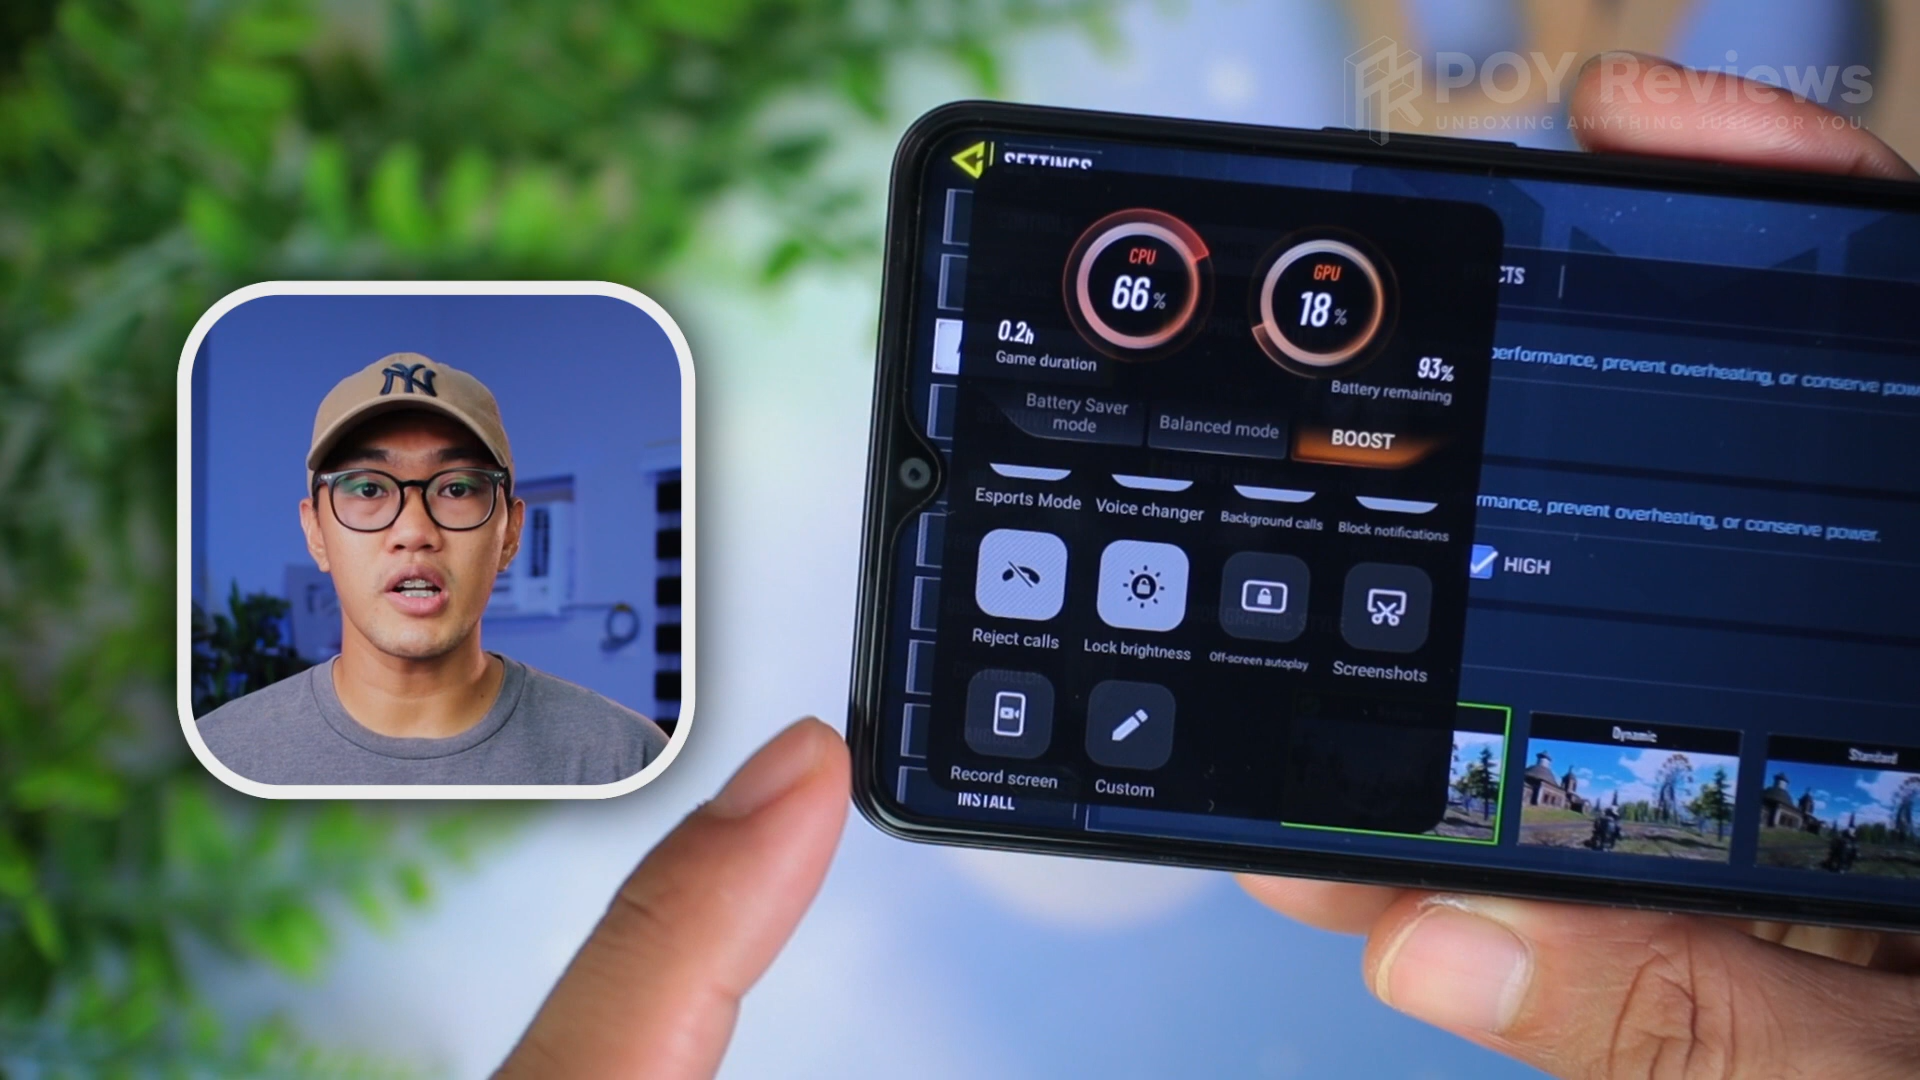 POY Reviews
UNBOXING ANYTHING JUST FOR YOU.
SETTINGS
CPU
66%
GPU
18%
0.2h
Game duration
93%
Battery remaining
Battery Saver
mode
Balanced mode
BOOST
Esports Mode
Voice changer
Background calls
Block notifications
Reject calls
Lock brightness
Off-screen autoplay
Screenshots
Record screen
Custom
INSTALL
CTS
performance, prevent overheating, or conserve pow
rmance, prevent overheating, or conserve power.
HIGH
Dynamic
Standard
NY